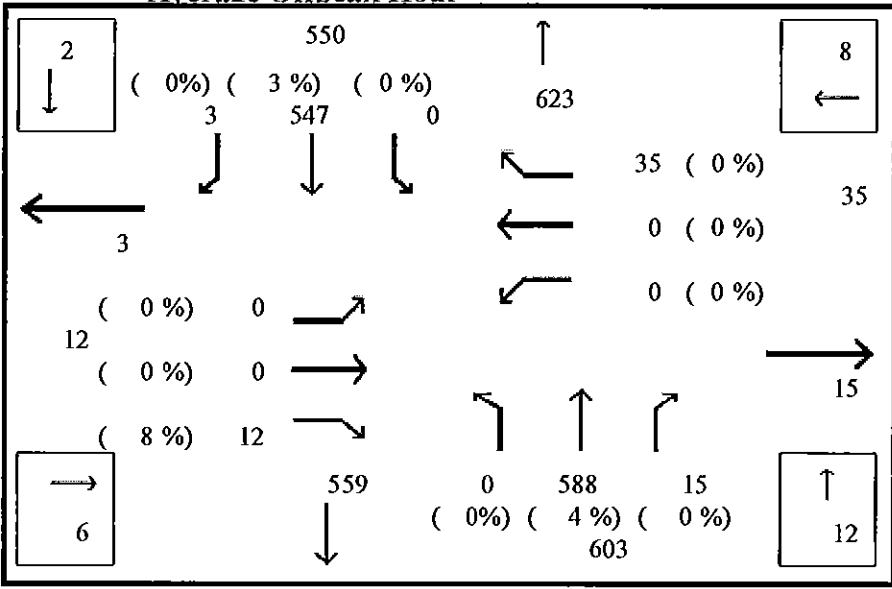 2 550 8
( 0%) ( 3 %) ( 0 %)
623
3 547 0
35 ( 0 %)
35
0 ( 0 %)
3
0 ( 0 %)
( 0 %) 0
12
( 0 %) 0
15
( 8 %) 12
559 0 588 15
( 0%) ( 4 %) ( 0 %)
6 603 12